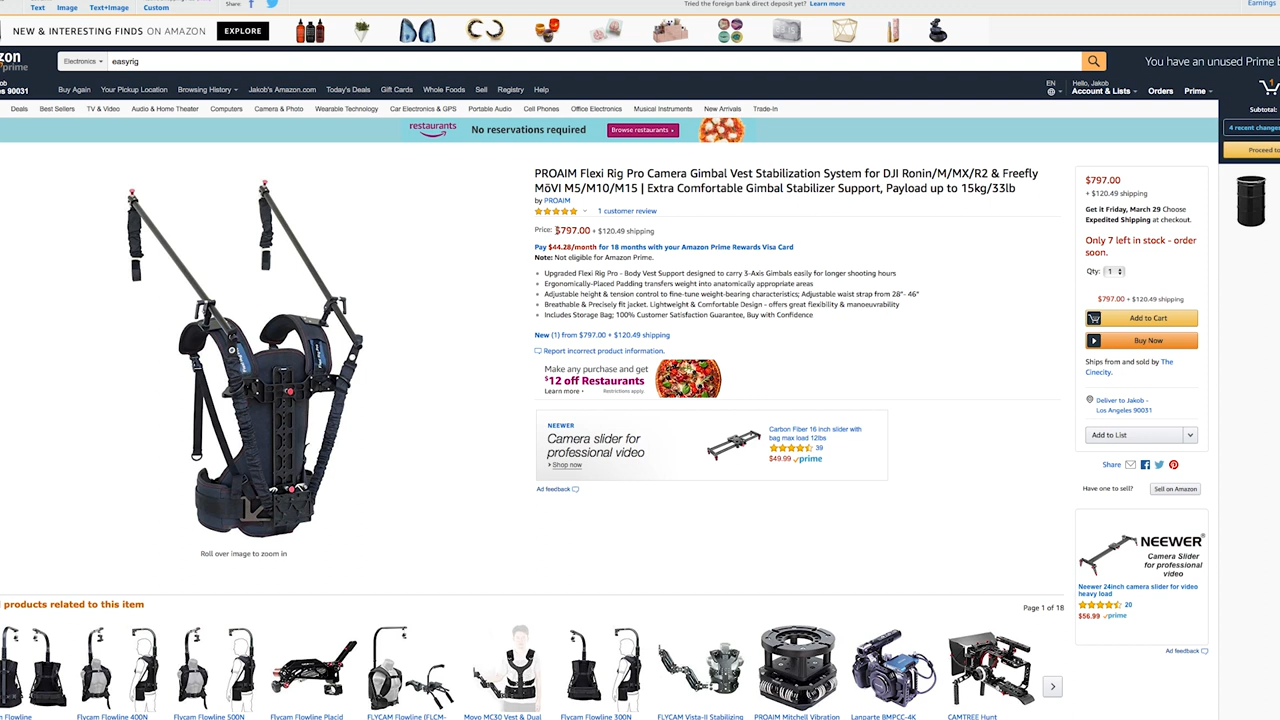 Text Image Text+Image Custom
Share:
Tried the foreign bank direct deposit yet? Learn more
Earnings
NEW & INTERESTING FINDS ON AMAZON EXPLORE
zon
prime
Electronics
easyrig
You have an unused Prime b
ob
es 90031
Buy Again Your Pickup Location Browsing History Jakob's Amazon.com Today's Deals Gift Cards Whole Foods Sell Registry Help
EN
Hello, Jakob
Account & Lists Orders Prime
1
Deals Best Sellers TV & Video Audio & Home Theater Computers Camera & Photo Wearable Technology Car Electronics & GPS Portable Audio Cell Phones Office Electronics Musical Instruments New Arrivals Trade-In
Subtotal:
4 recent changes
Proceed to
restaurants No reservations required Browse restaurants
PROAIM Flexi Rig Pro Camera Gimbal Vest Stabilization System for DJI Ronin/M/MX/R2 & Freefly
MōVI M5/M10/M15 | Extra Comfortable Gimbal Stabilizer Support, Payload up to 15kg/33lb
by PROAIM
1 customer review
Price: $797.00 + $120.49 shipping
Pay $44.28/month for 18 months with your Amazon Prime Rewards Visa Card
Note: Not eligible for Amazon Prime.
Upgraded Flexi Rig Pro - Body Vest Support designed to carry 3-Axis Gimbals easily for longer shooting hours
Ergonomically-Placed Padding transfers weight into anatomically appropriate areas
Adjustable height & tension control to fine-tune weight-bearing characteristics; Adjustable waist strap from 28"- 46"
Breathable & Precisely fit jacket. Lightweight & Comfortable Design - offers great flexibility & manoeuvrability
Includes Storage Bag; 100% Customer Satisfaction Guarantee, Buy with Confidence
New (1) from $797.00 + $120.49 shipping
Report incorrect product information.
Make any purchase and get
$12 off Restaurants
Learn more Restrictions apply.
NEEWER
Camera slider for
professional video
Shop now
Carbon Fiber 16 inch slider with
bag max load 12lbs
39
$49.99 prime
Ad feedback
Roll over image to zoom in
$797.00
+ $120.49 shipping
Get it Friday, March 29 Choose
Expedited Shipping at checkout.
Only 7 left in stock - order
soon.
Qty: 1
$797.00 + $120.49 shipping
Add to Cart
Buy Now
Ships from and sold by The
Cinecity.
Deliver to Jakob -
Los Angeles 90031
Add to List
Share
Have one to sell? Sell on Amazon
NEEWER
Camera Slider
for professional
video
Neewer 24inch camera slider for video
heavy load
20
$56.99 prime
Ad feedback
products related to this item
Page 1 of 18
m Flowline
Flycam Flowline 400N
Flycam Flowline 500N
Flycam Flowline Placid
FLYCAM Flowline (FLCM-
Movo MC30 Vest & Dual
Flycam Flowline 300N
FLYCAM Vista-II Stabilizing
PROAIM Mitchell Vibration
Lanparte BMPCC-4K
CAMTREE Hunt